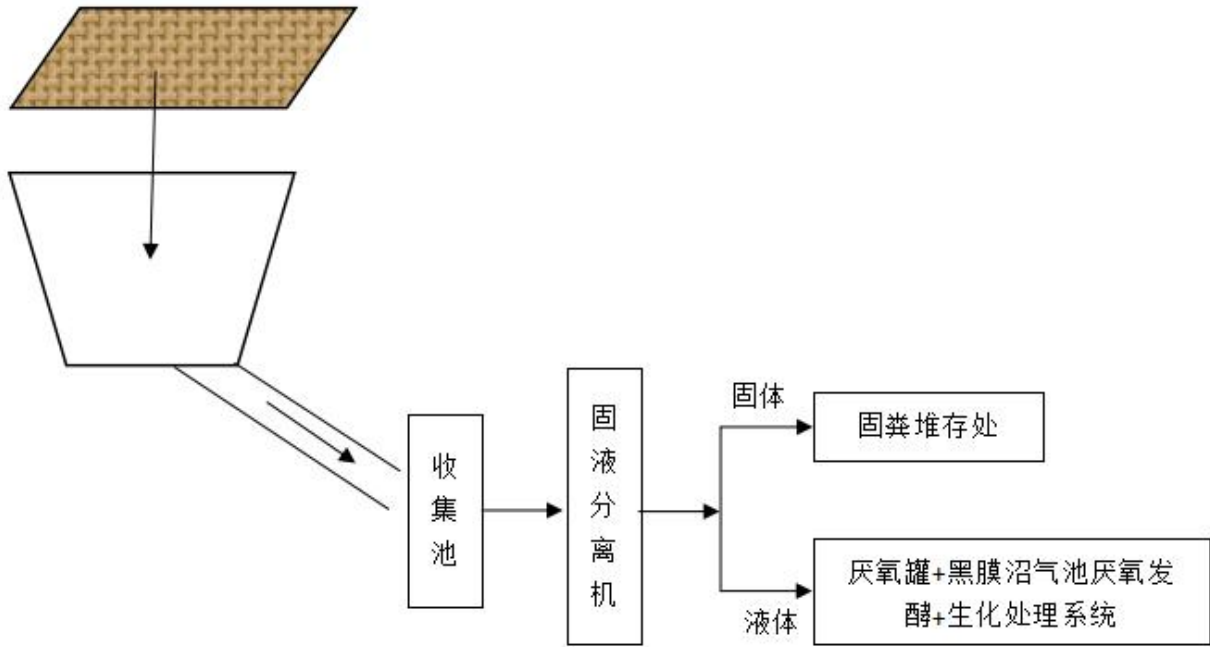 收集池
固液分离机
固体
固粪堆存处
液体
厌氧罐+黑膜沼气池厌氧发
酵+生化处理系统